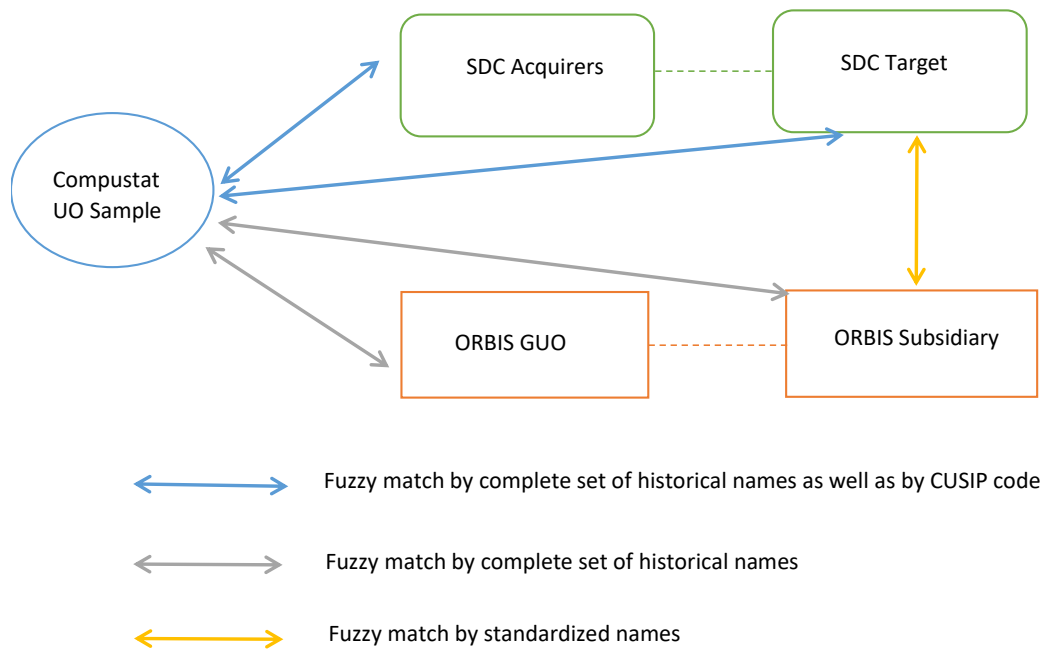 SDC Acquirers
SDC Target
Compustat
UO Sample
ORBIS GUO
ORBIS Subsidiary
Fuzzy match by complete set of historical names as well as by CUSIP code
Fuzzy match by complete set of historical names
Fuzzy match by standardized names